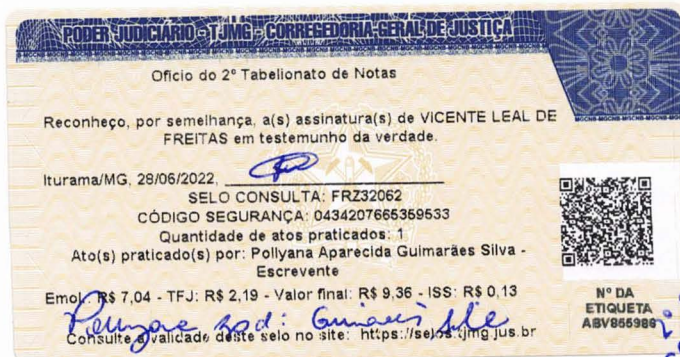 PODER JUDICIÁRIO - TJMG - CORREGEDORIA-GERAL DE JUSTIÇA
Ofício do 2º Tabelionato de Notas
Reconheço, por semelhança, a(s) assinatura(s) de VICENTE LEAL DE
FREITAS em testemunho da verdade.
Iturama/MG, 28/06/2022,
SELO CONSULTA: FRZ32062
CÓDIGO SEGURANÇA: 0434207665359533
Quantidade de atos praticados: 1
Ato(s) praticado(s) por: Pollyana Aparecida Guimarães Silva -
Escrevente
Emol.: R$ 7,04 - TFJ: R$ 2,19 - Valor final: R$ 9,36 - ISS: R$ 0,13
Consulte a validade deste selo no site: https://selos.tjmg.jus.br
Nº DA
ETIQUETA